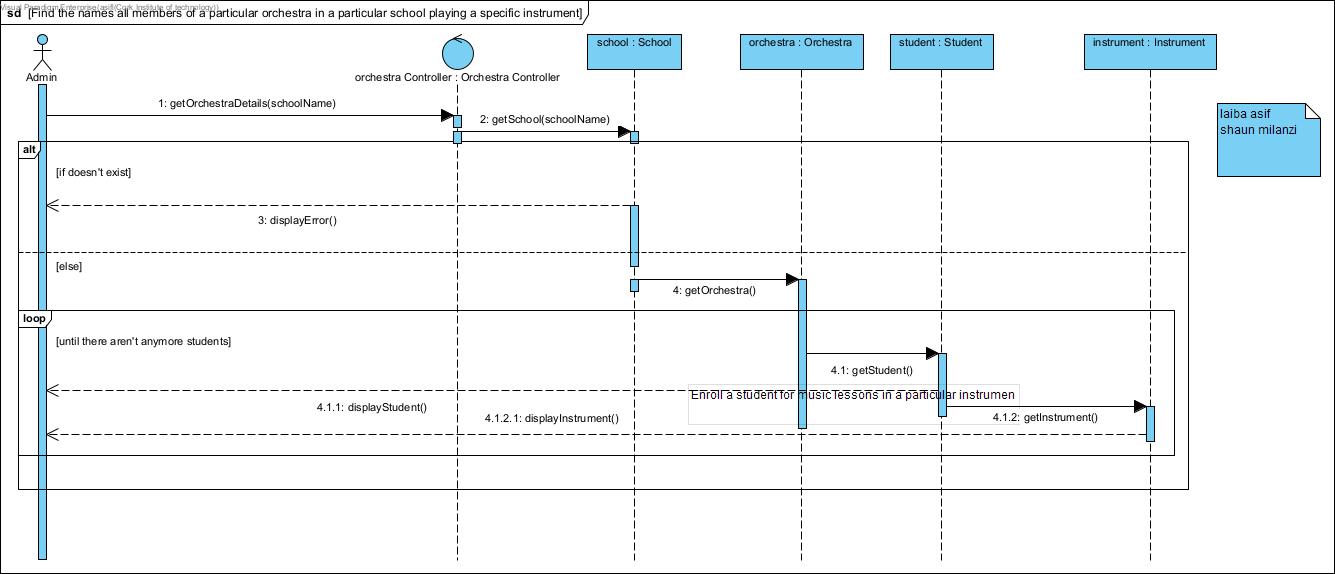 Visual Paradigm Enterprise(asif(Cork Institute of technology))
sd [Find the names all members of a particular orchestra in a particular school playing a specific instrument]
Admin
orchestra Controller : Orchestra Controller
school : School
orchestra : Orchestra
student : Student
instrument : Instrument
1: getOrchestraDetails(schoolName)
2: getSchool(schoolName)
laiba asif
shaun milanzi
alt
[if doesn't exist]
3: displayError()
[else]
4: getOrchestra()
loop
[until there aren't anymore students]
4.1: getStudent()
Enroll a student for music lessons in a particular instrumen
4.1.1: displayStudent()
4.1.2.1: displayInstrument()
4.1.2: getInstrument()